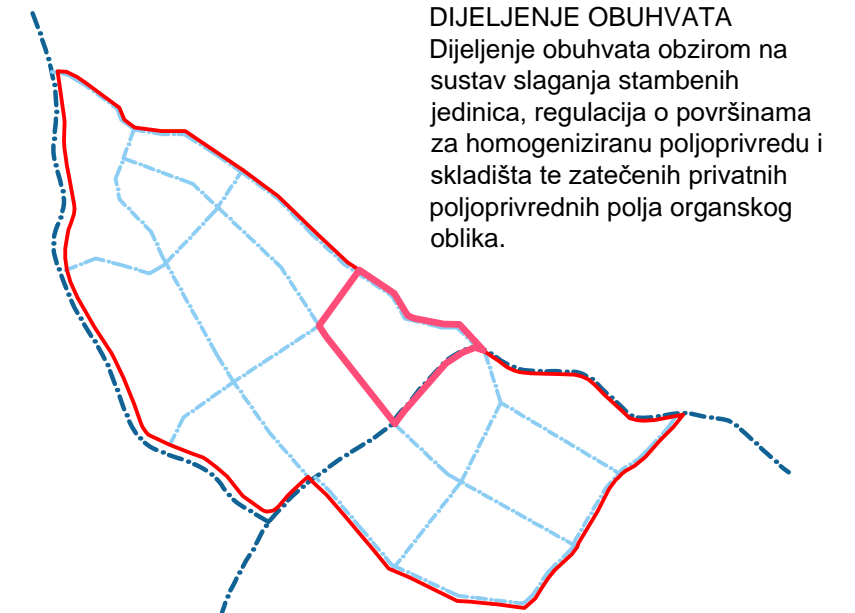 DIJELJENJE OBUHVATA
Dijeljenje obuhvata obzirom na
sustav slaganja stambenih
jedinica, regulacija o površinama
za homogeniziranu poljoprivredu i
skladišta te zatečenih privatnih
poljoprivrednih polja organskog
oblika.